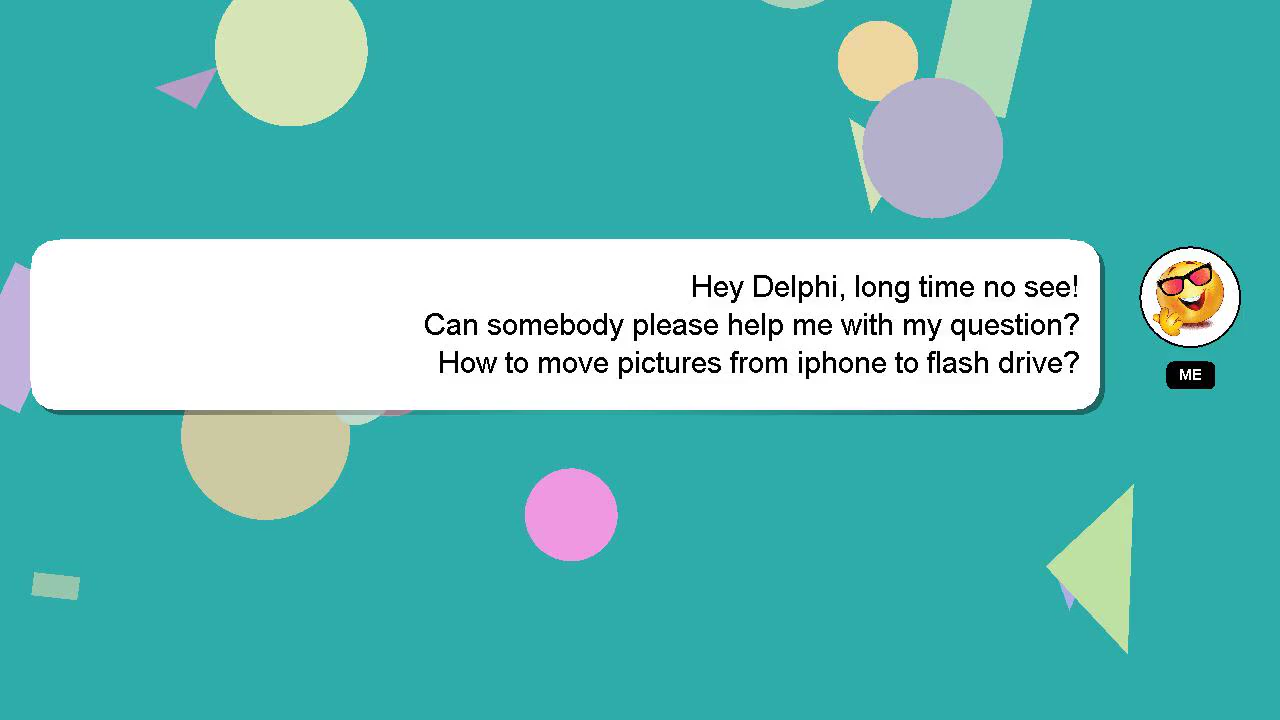 Hey Delphi, long time no see!
Can somebody please help me with my question?
How to move pictures from iphone to flash drive?
ME